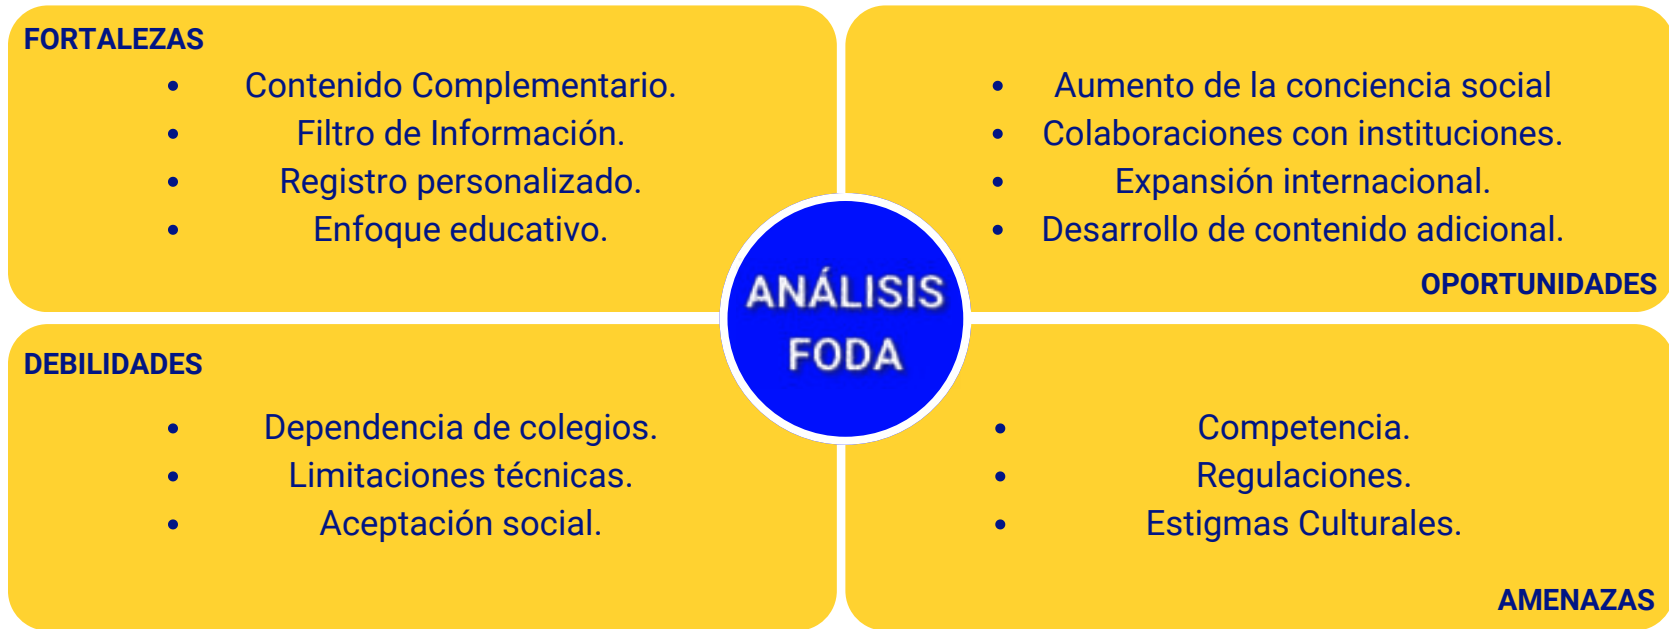 FORTALEZAS
• Contenido Complementario.
• Filtro de Información.
• Registro personalizado.
• Enfoque educativo.
• Aumento de la conciencia social
• Colaboraciones con instituciones.
• Expansión internacional.
• Desarrollo de contenido adicional.
OPORTUNIDADES
ANÁLISIS
FODA
DEBILIDADES
• Dependencia de colegios.
• Limitaciones técnicas.
• Aceptación social.
• Competencia.
• Regulaciones.
• Estigmas Culturales.
AMENAZAS